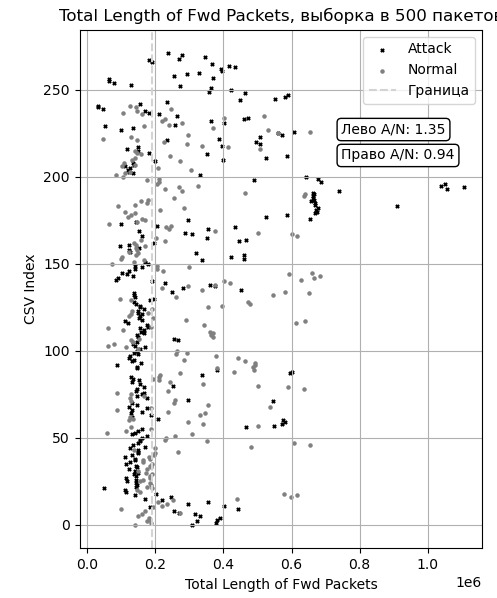 Total Length of Fwd Packets, выборка в 500 пакетов
Attack
Normal
Граница
Лево A/N: 1.35
Право A/N: 0.94
250
200
150
100
50
0
CSV Index
0.0 0.2 0.4 0.6 0.8 1.0
1e6
Total Length of Fwd Packets